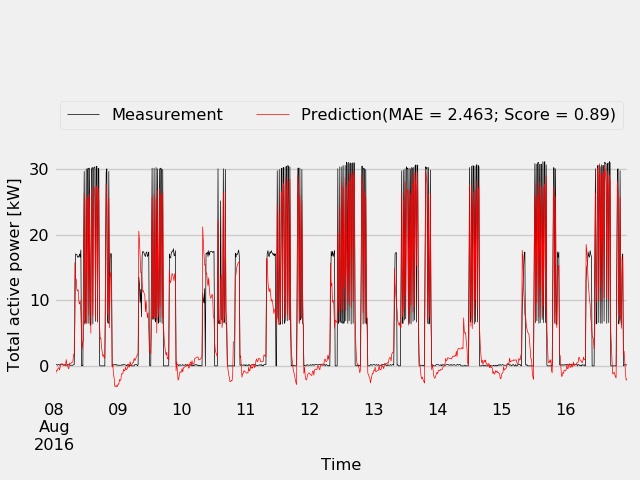 Measurement Prediction(MAE = 2.463; Score = 0.89)
30
20
10
0
Total active power [kW]
08 09 10 11 12 13 14 15 16
Aug
2016
Time